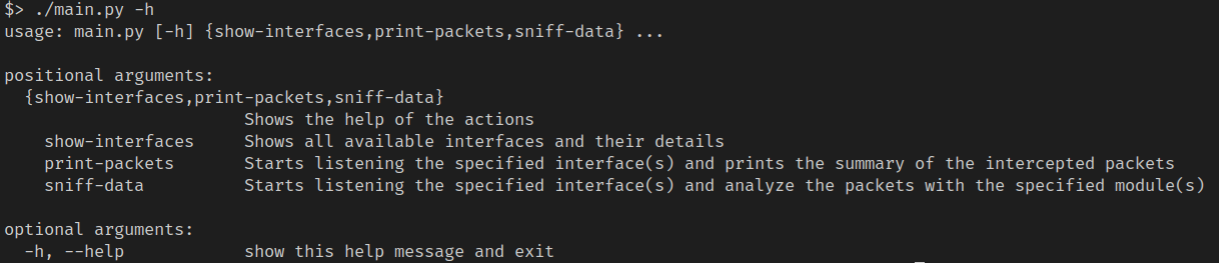 $> ./main.py -h
usage: main.py [-h] {show-interfaces,print-packets,sniff-data} ...
positional arguments:
{show-interfaces,print-packets,sniff-data}
Shows the help of the actions
show-interfaces Shows all available interfaces and their details
print-packets Starts listening the specified interface(s) and prints the summary of the intercepted packets
sniff-data Starts listening the specified interface(s) and analyze the packets with the specified module(s)
optional arguments:
-h, --help show this help message and exit